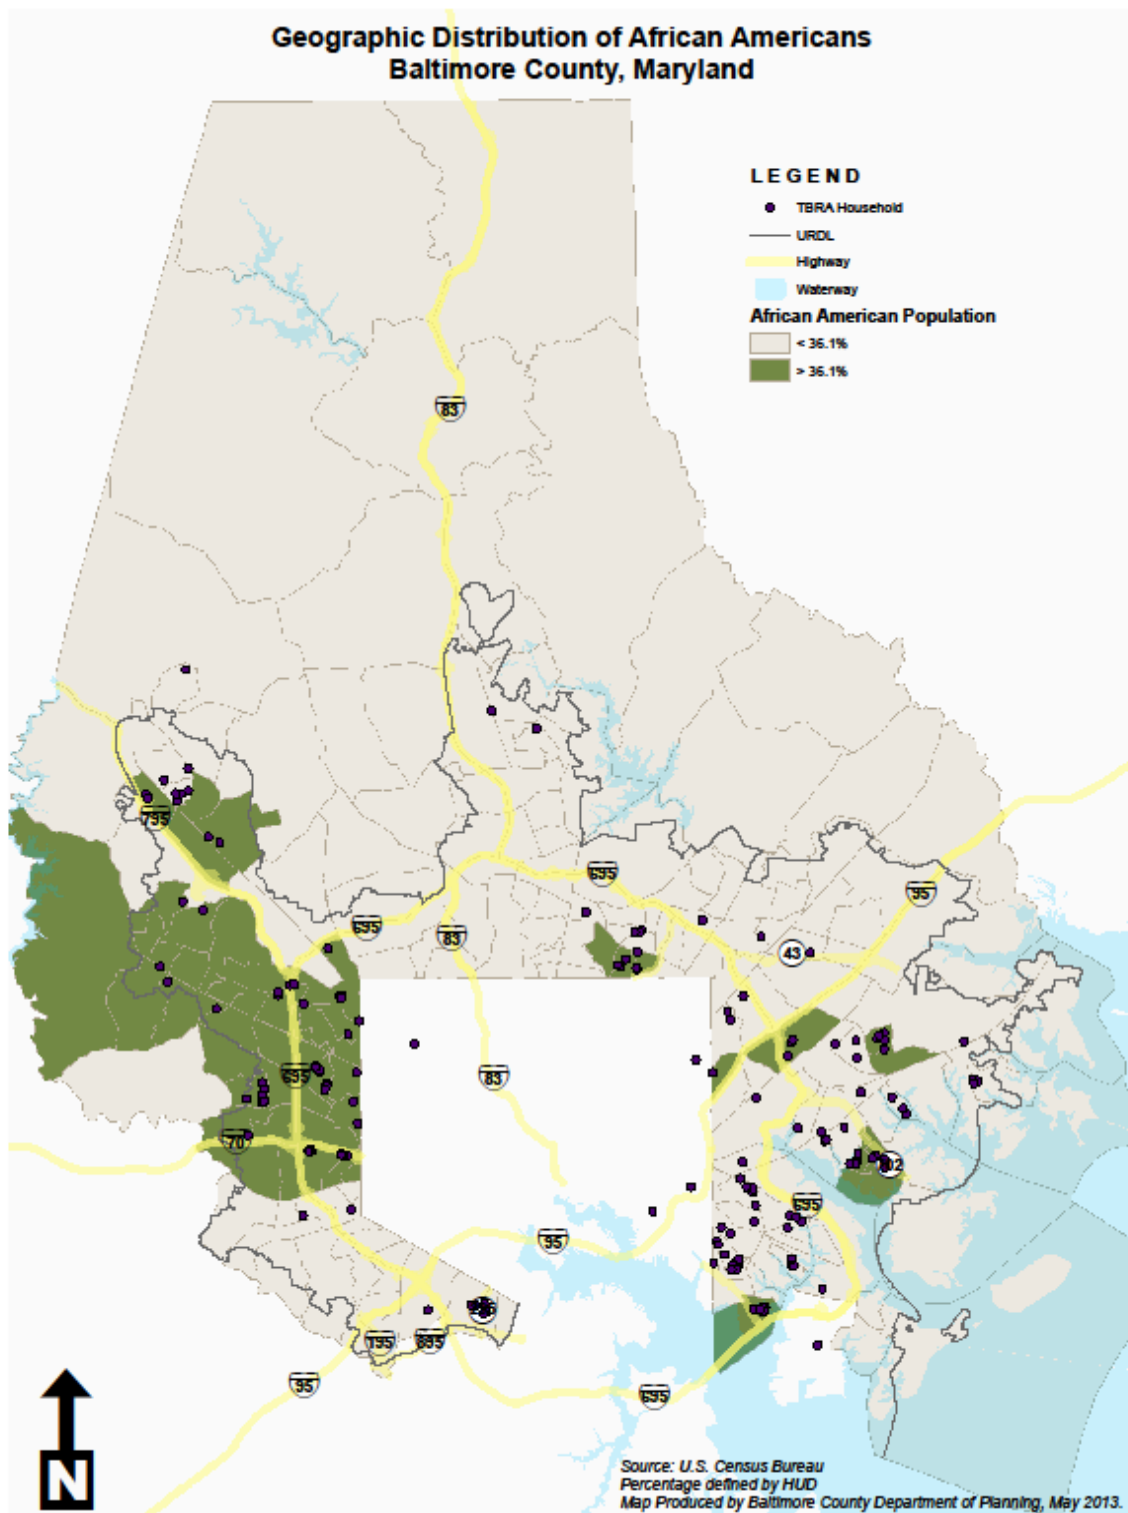 Geographic Distribution of African Americans
Baltimore County, Maryland
LEGEND
TBRA Household
URDL
Highway
Waterway
African American Population
< 36.1%
> 36.1%
83
795
695
695
83
95
43
83
695
70
702
695
95
195
895
95
695
N
Source: U.S. Census Bureau
Percentage defined by HUD
Map Produced by Baltimore County Department of Planning, May 2013.